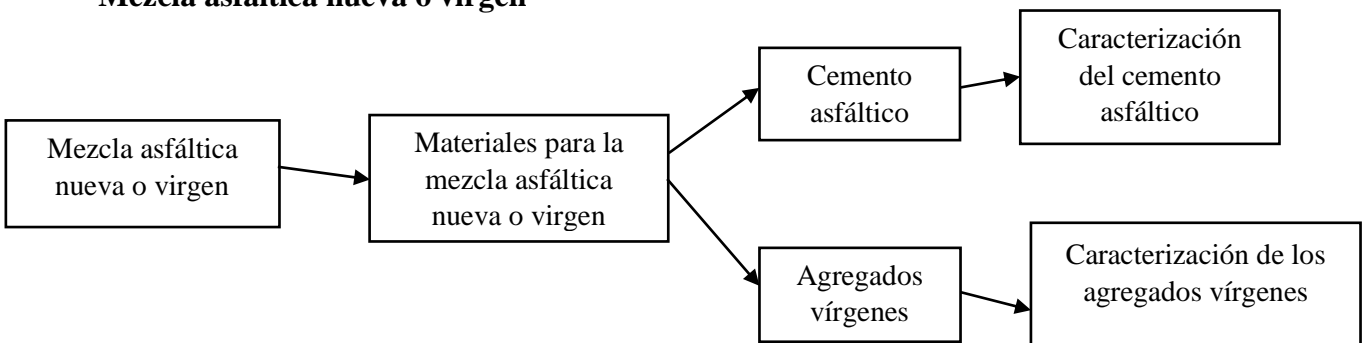 Mezcla asfáltica nueva o virgen
Mezcla asfáltica
nueva o virgen
Materiales para la
mezcla asfáltica
nueva o virgen
Cemento
asfáltico
Caracterización
del cemento
asfáltico
Agregados
vírgenes
Caracterización de los
agregados vírgenes